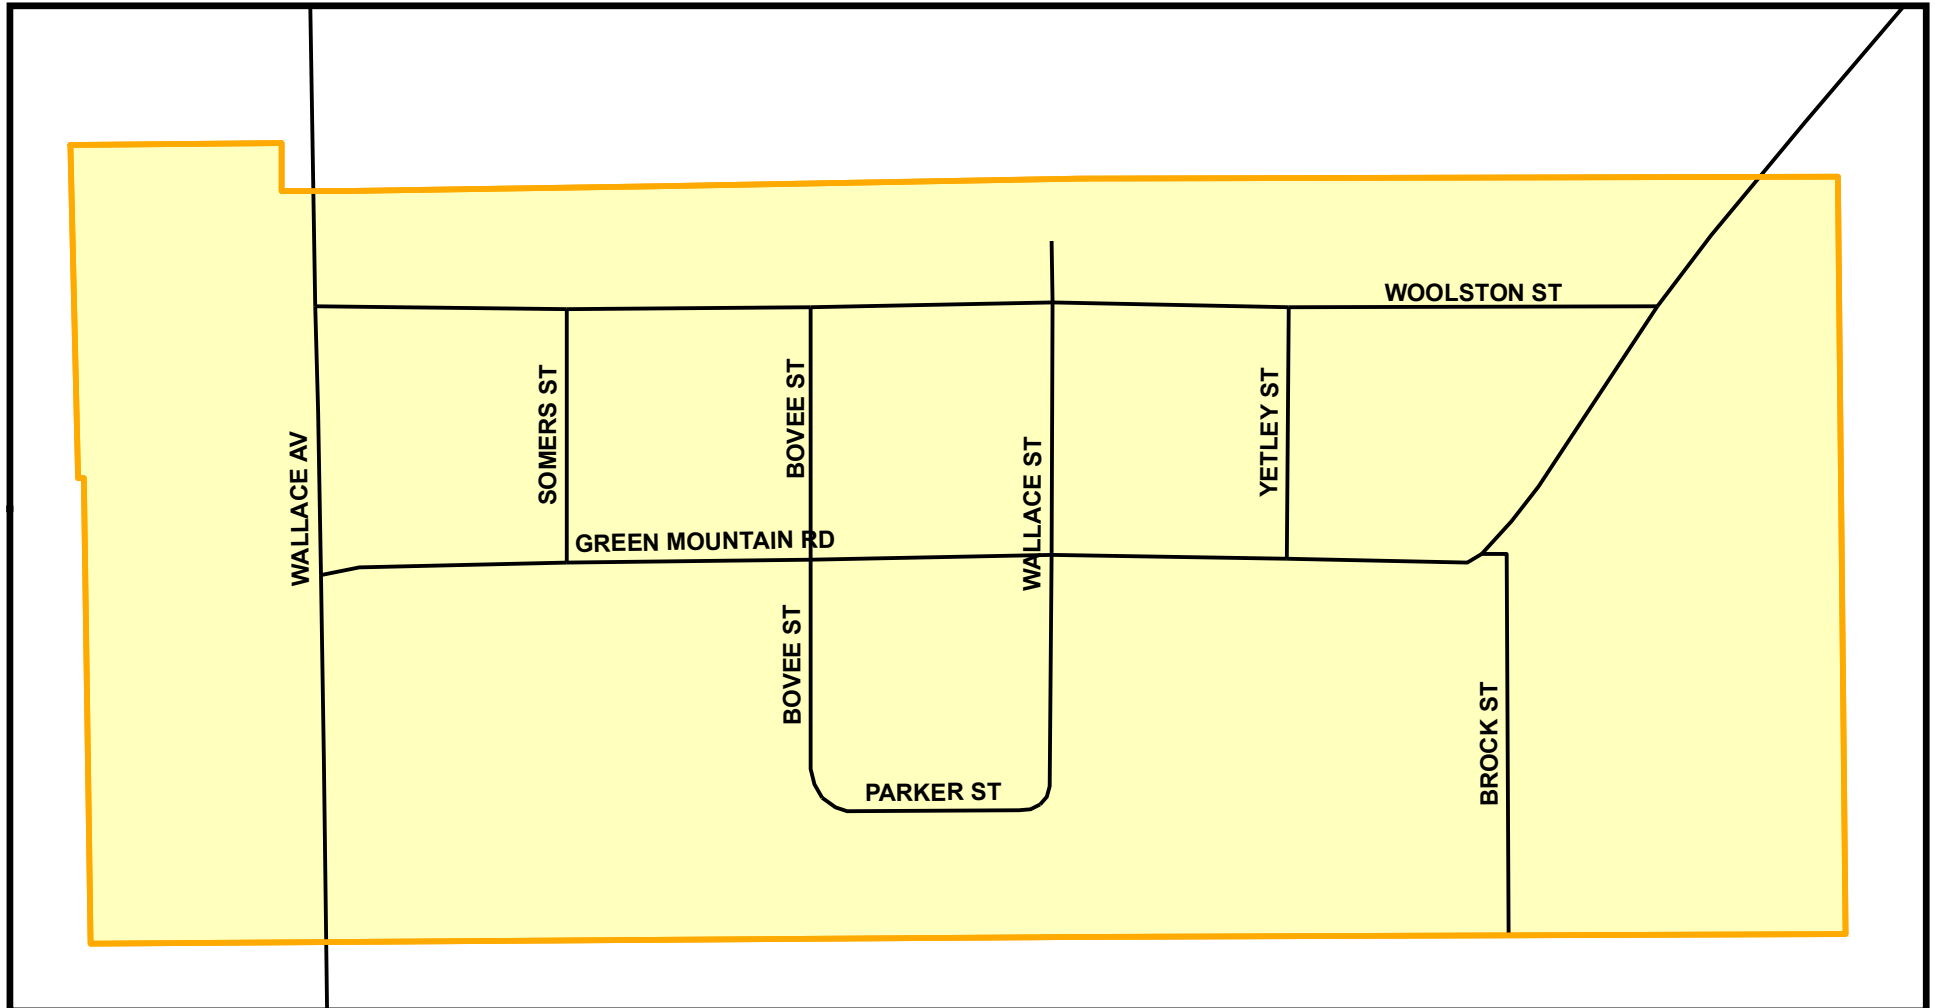 WOOLSTON ST
SOMERS ST
BOVEE ST
YETLEY ST
WALLACE AV
WALLACE ST
GREEN MOUNTAIN RD
BOVEE ST
BROCK ST
PARKER ST